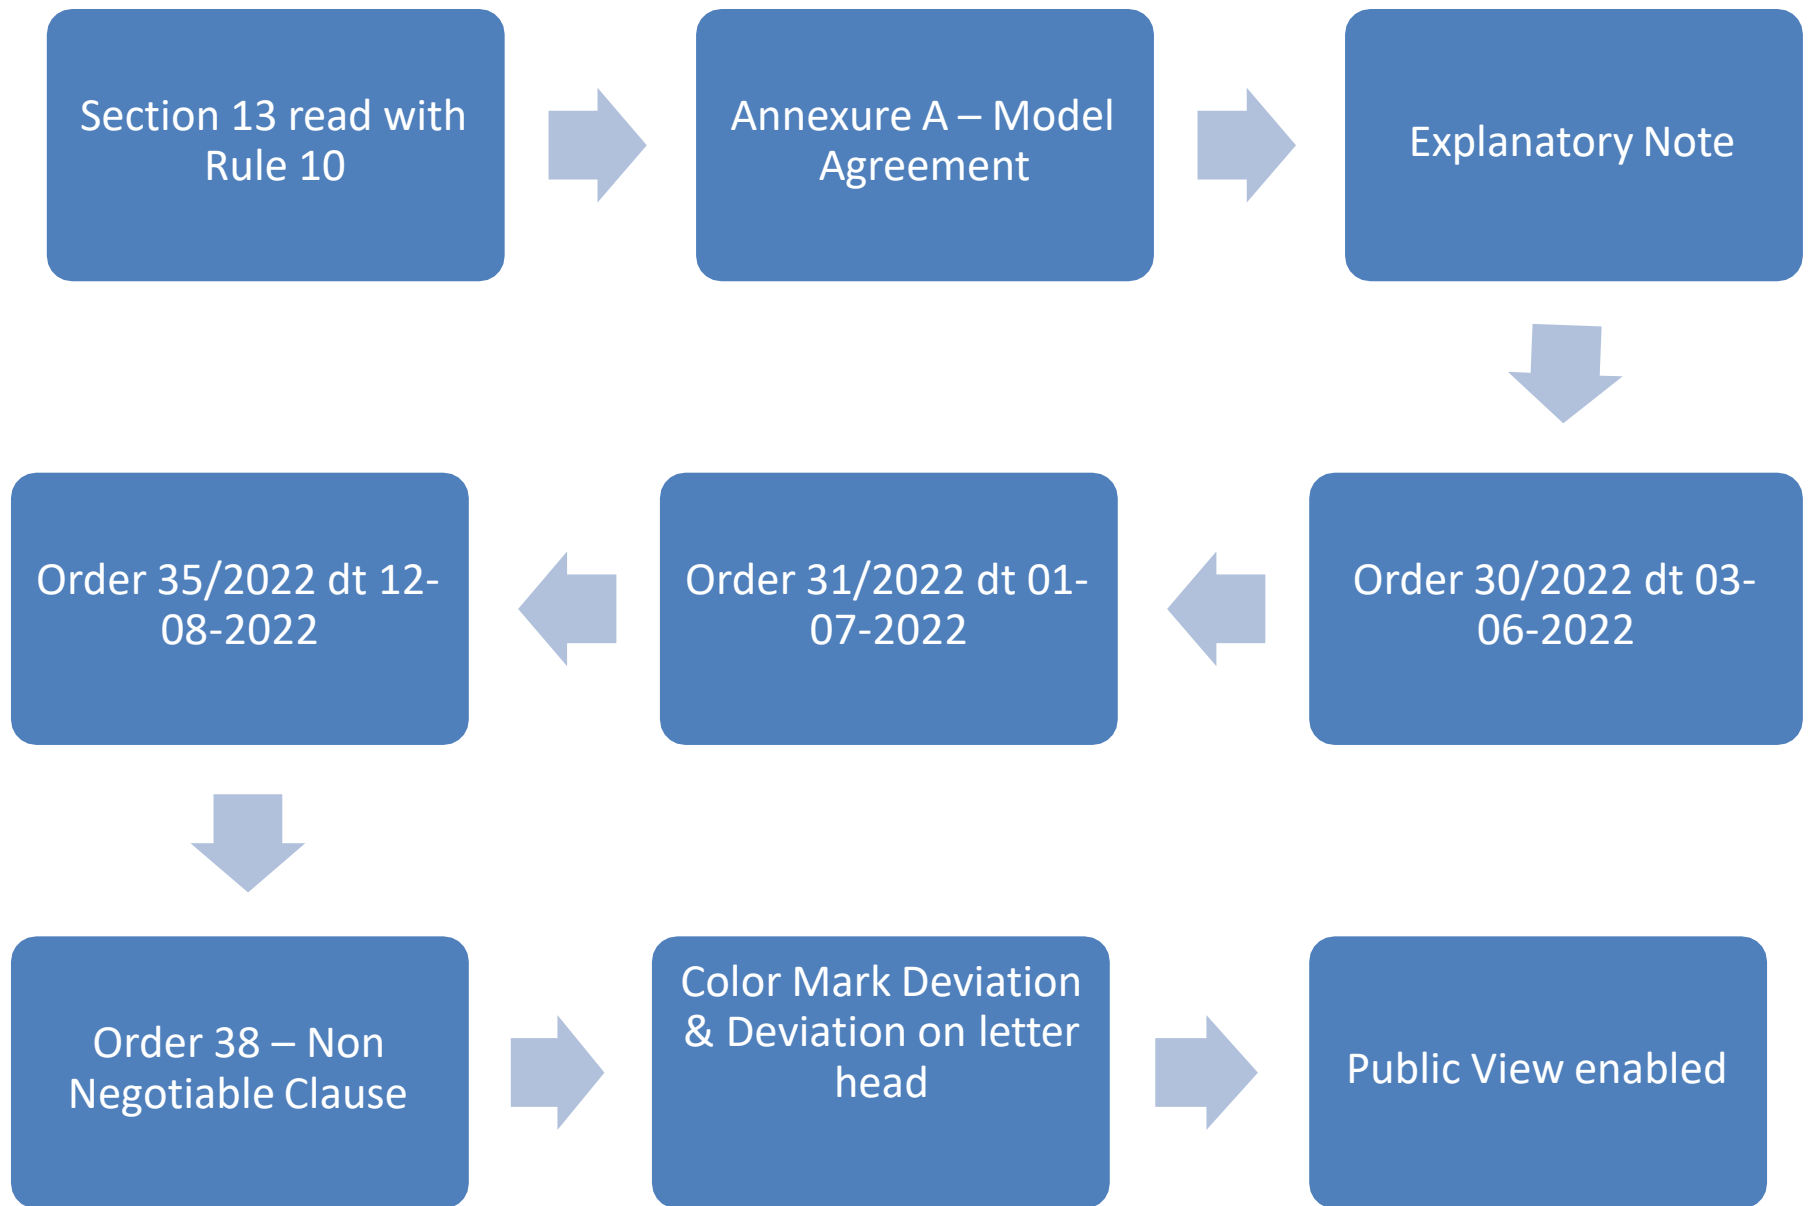 Section 13 read with
Rule 10
Annexure A – Model
Agreement
Explanatory Note
Order 30/2022 dt 03-
06-2022
Order 31/2022 dt 01-
07-2022
Order 35/2022 dt 12-
08-2022
Order 38 – Non
Negotiable Clause
Color Mark Deviation
& Deviation on letter
head
Public View enabled